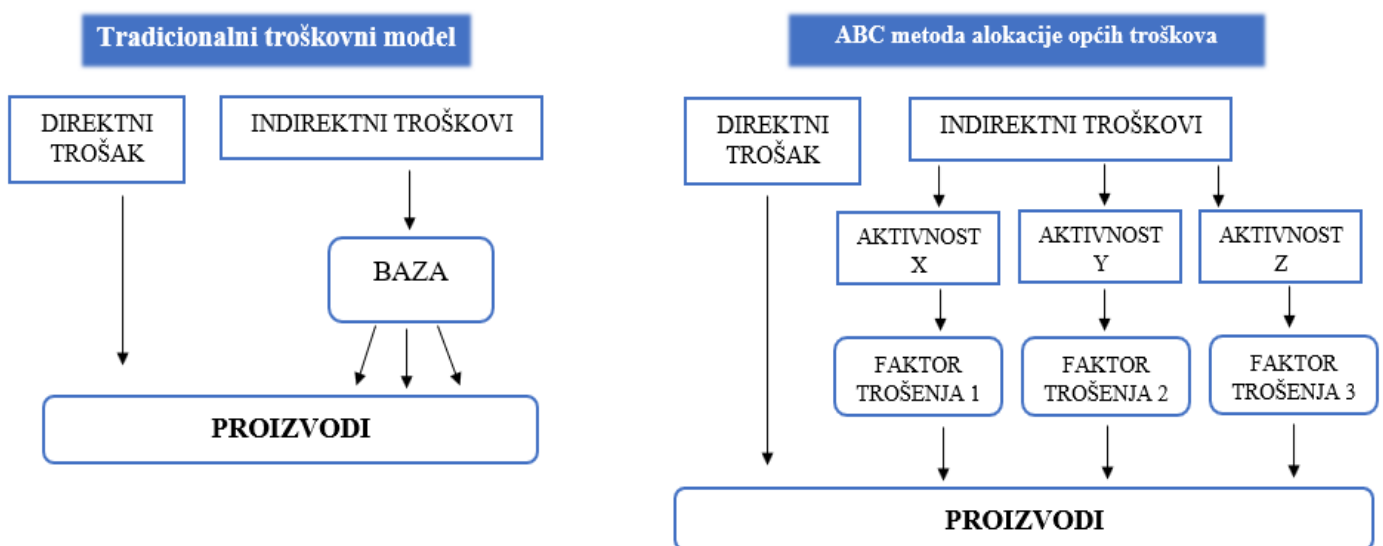 Tradicionalni troškovni model
DIREKTNI
TROŠAK
INDIREKTNI TROŠKOVI
BAZA
PROIZVODI
ABC metoda alokacije općih troškova
DIREKTNI
TROŠAK
INDIREKTNI TROŠKOVI
AKTIVNOST
X
AKTIVNOST
Y
AKTIVNOST
Z
FAKTOR
TROŠENJA 1
FAKTOR
TROŠENJA 2
FAKTOR
TROŠENJA 3
PROIZVODI